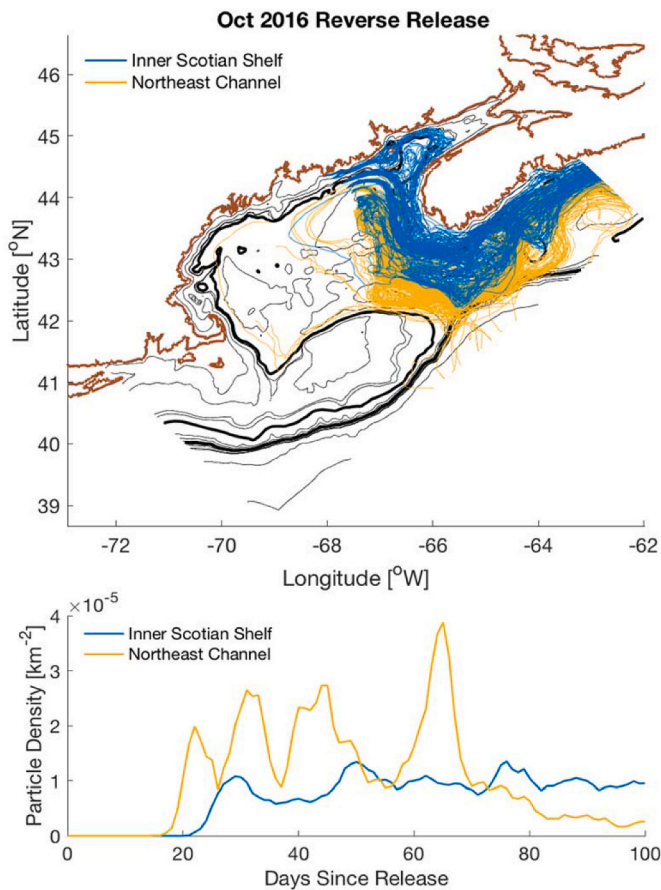 Oct 2016 Reverse Release
Inner Scotian Shelf
Northeast Channel
Latitude [°N]
46
45
44
43
42
41
40
39
-72
-70
-68
-66
-64
-62
Longitude [°W]
×10⁻⁵
Inner Scotian Shelf
Northeast Channel
Particle Density [km⁻²]
4
3
2
1
0
0
20
40
60
80
100
Days Since Release